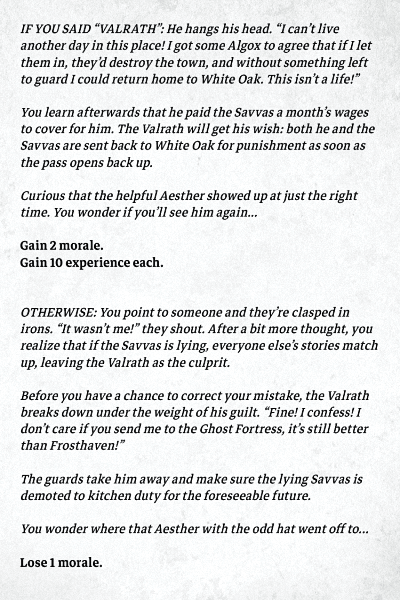 IF YOU SAID “VALRATH”: He hangs his head. “I can’t live
another day in this place! I got some Algox to agree that if I let
them in, they’d destroy the town, and without something left
to guard I could return home to White Oak. This isn’t a life!”
You learn afterwards that he paid the Savvas a month’s wages
to cover for him. The Valrath will get his wish: both he and the
Savvas are sent back to White Oak for punishment as soon as
the pass opens back up.
Curious that the helpful Aesther showed up at just the right
time. You wonder if you’ll see him again...
Gain 2 morale.
Gain 10 experience each.
OTHERWISE: You point to someone and they’re clasped in
irons. “It wasn’t me!” they shout. After a bit more thought, you
realize that if the Savvas is lying, everyone else’s stories match
up, leaving the Valrath as the culprit.
Before you have a chance to correct your mistake, the Valrath
breaks down under the weight of his guilt. “Fine! I confess! I
don’t care if you send me to the Ghost Fortress, it’s still better
than Frosthaven!”
The guards take him away and make sure the lying Savvas is
demoted to kitchen duty for the foreseeable future.
You wonder where that Aesther with the odd hat went off to...
Lose 1 morale.